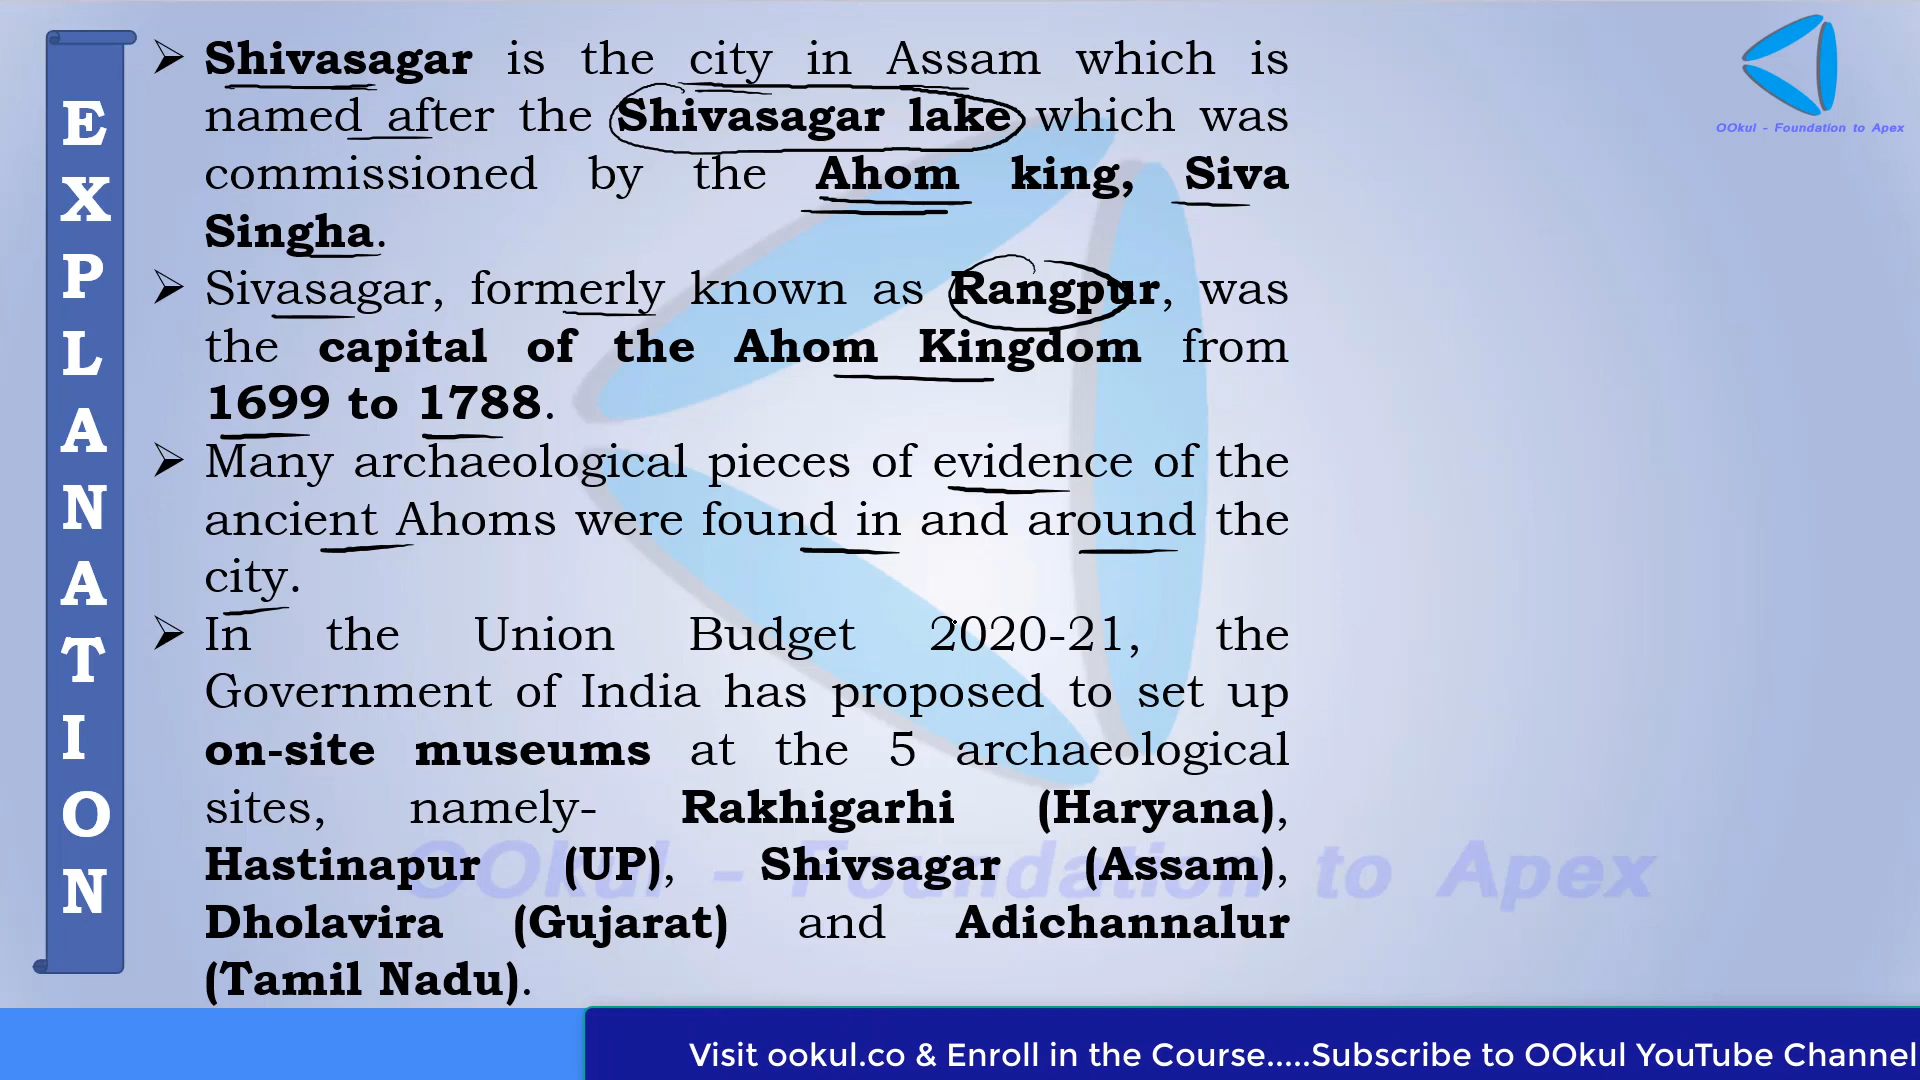 EXPLANATION
Shivasagar is the city in Assam which is
named after the Shivasagar lake which was
commissioned by the Ahom king, Siva
Singha.
Sivasagar, formerly known as Rangpur, was
the capital of the Ahom Kingdom from
1699 to 1788.
Many archaeological pieces of evidence of the
ancient Ahoms were found in and around the
city.
In the Union Budget 2020-21, the
Government of India has proposed to set up
on-site museums at the 5 archaeological
sites, namely- Rakhigarhi (Haryana),
Hastinapur (UP), Shivsagar (Assam),
Dholavira (Gujarat) and Adichannalur
(Tamil Nadu).
OOkul - Foundation to Apex
OOkul - Foundation to Apex
Visit ookul.co & Enroll in the Course.....Subscribe to OOkul YouTube Channel